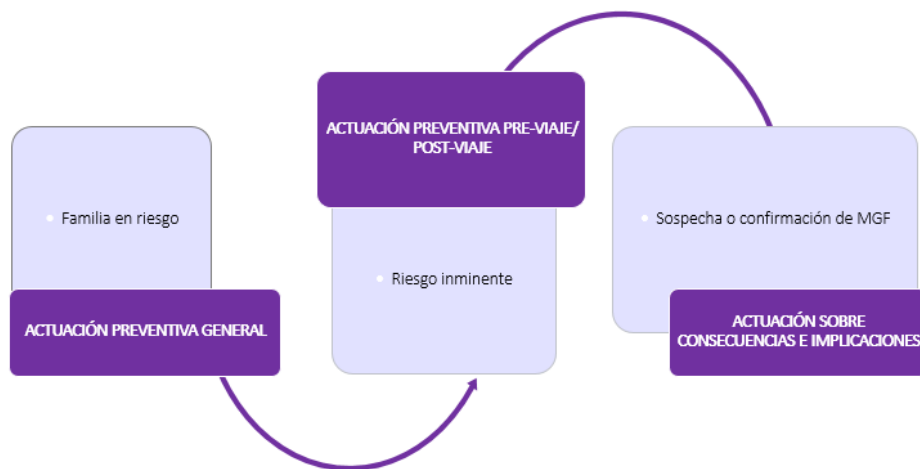 Familia en riesgo
ACTUACIÓN PREVENTIVA GENERAL
ACTUACIÓN PREVENTIVA PRE-VIAJE/
POST-VIAJE
Riesgo inminente
Sospecha o confirmación de MGF
ACTUACIÓN SOBRE
CONSECUENCIAS E IMPLICACIONES